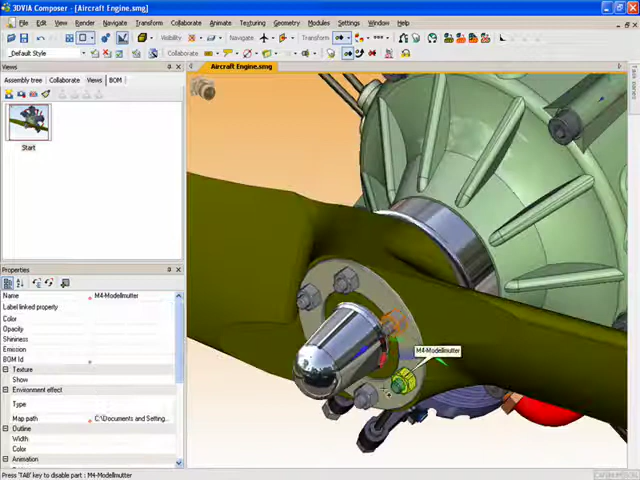 3DVIA Composer - [Aircraft Engine.smg]
File Edit View Render Navigate Transform Collaborate Animate Texturing Geometry Modules Settings Window Help
_Default Style
Visibility
Navigate
Transform
Collaborate
Views
Assembly tree Collaborate Views BOM
Start
Aircraft Engine.smg
Task panes
M4-Modellmutter
Properties
Name M4-Modellmutter
Label linked property
Color
Opacity
Shininess
Emission
BOM Id
Texture
Show
Environment effect
Type
Map path C:\Documents and Setting...
Outline
Width
Color
Animation
Press 'TAB' key to disable part : M4-Modellmutter